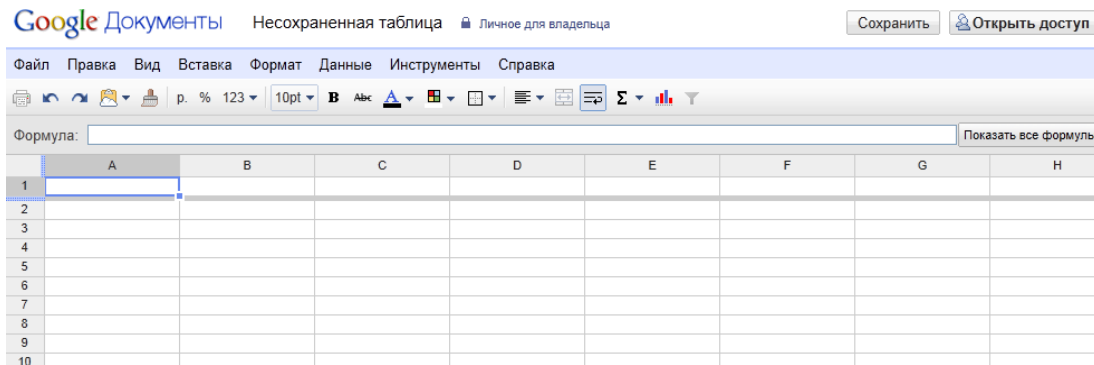 Google Документы Несохраненная таблица Личное для владельца Сохранить Открыть доступ
Файл Правка Вид Вставка Формат Данные Инструменты Справка
р. % 123 10pt B Abc A Σ
Формула: Показать все формулы
A B C D E F G H
1
2
3
4
5
6
7
8
9
10